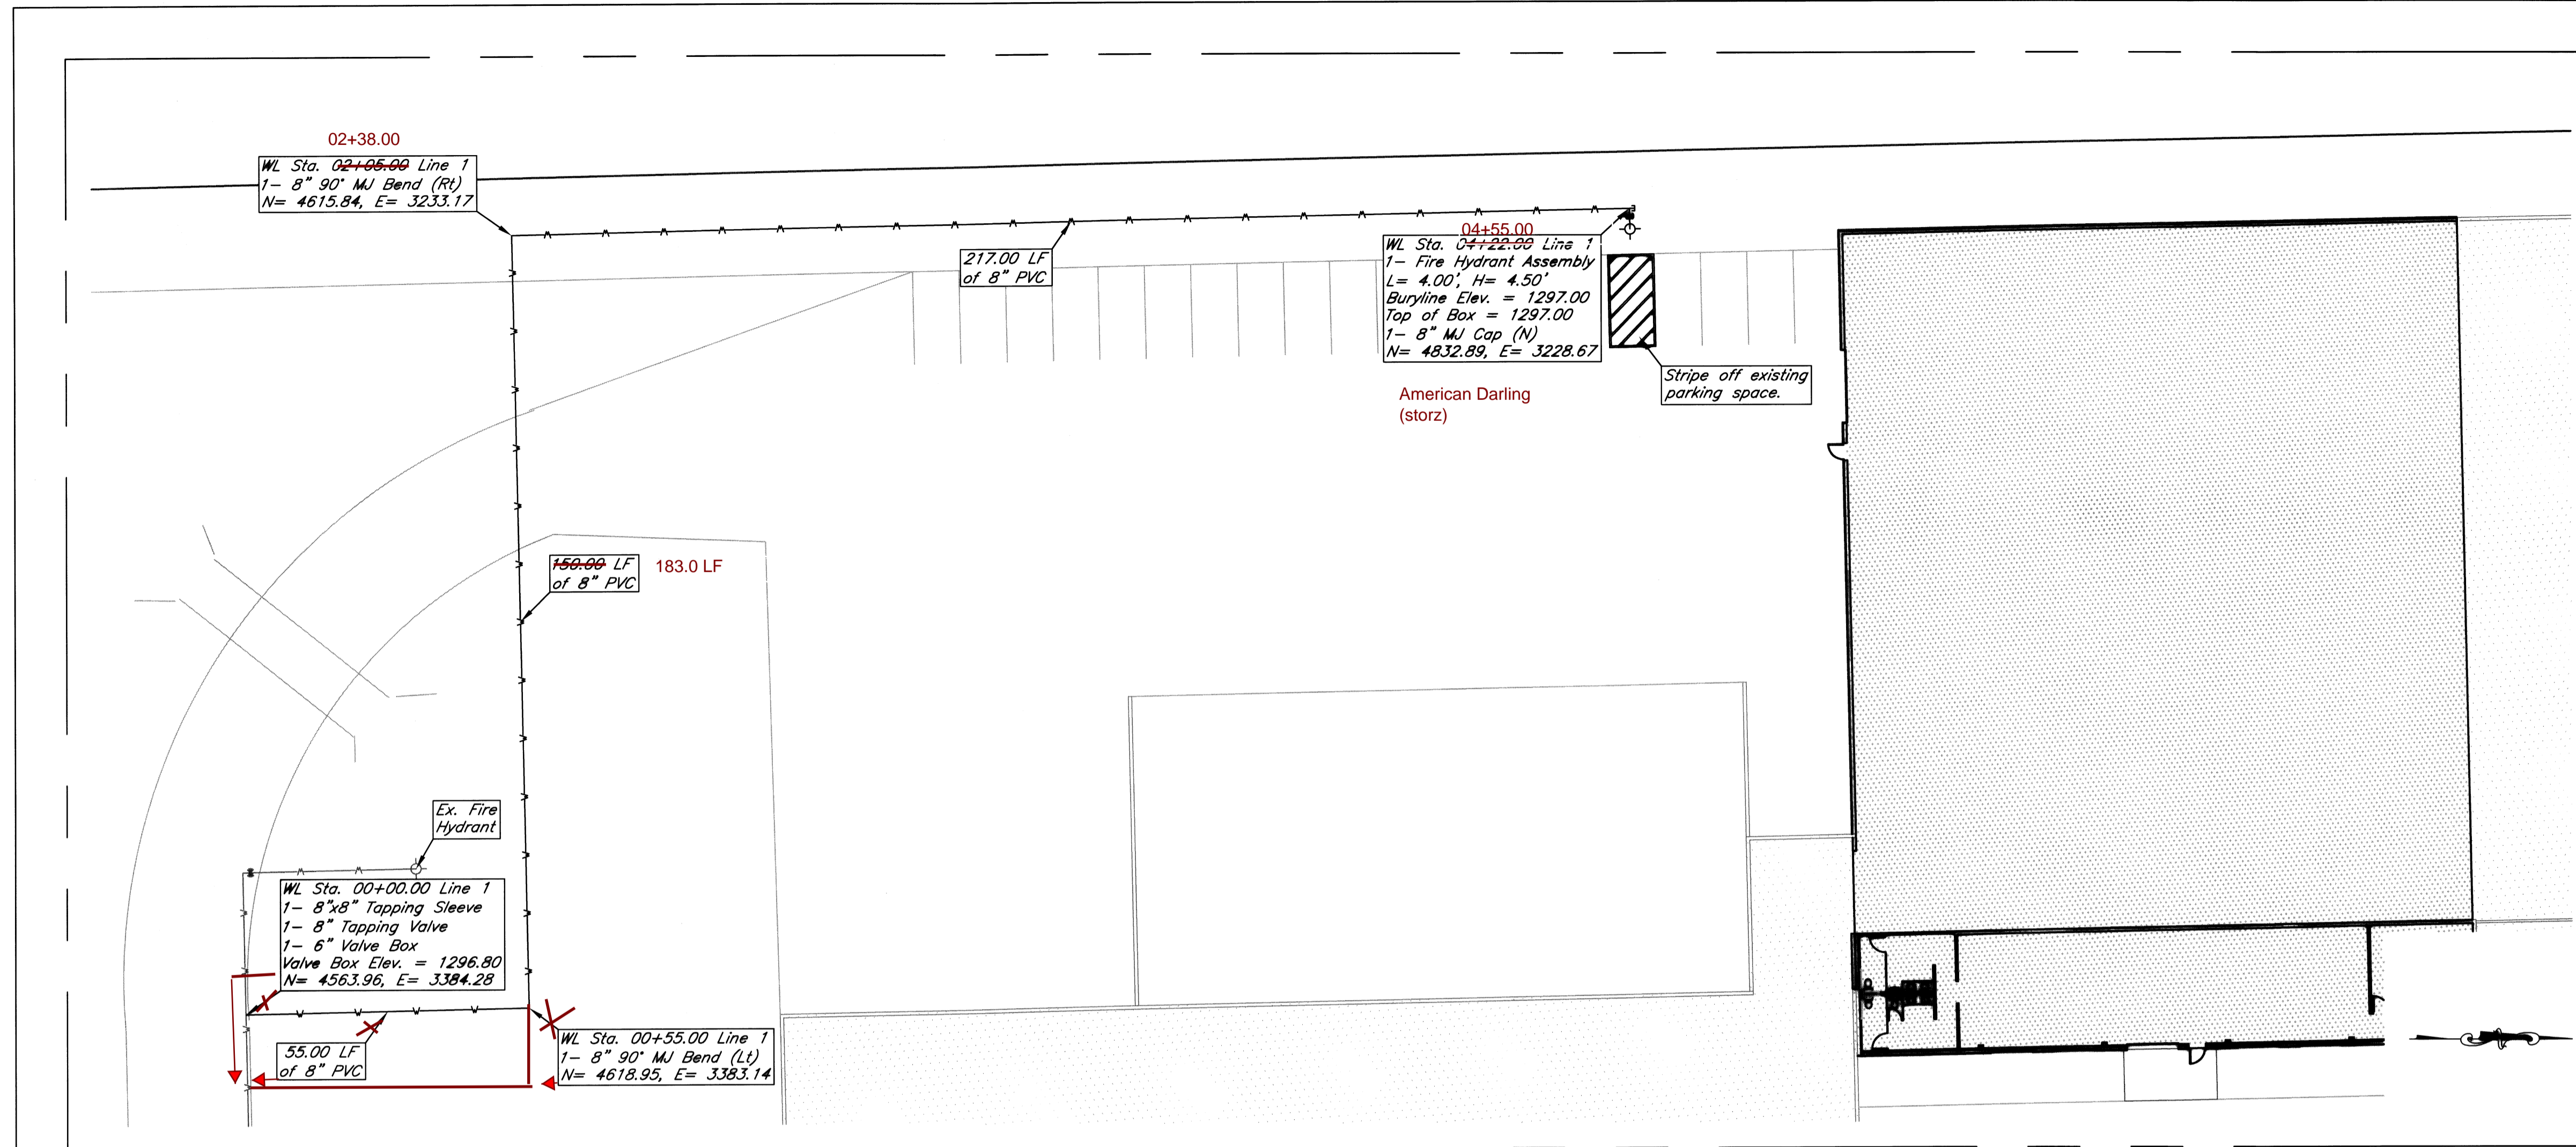 02+38.00
WL Sta. 02+05.00 Line 1
1- 8" 90° MJ Bend (Rt)
N= 4615.84, E= 3233.17
217.00 LF
of 8" PVC
04+55.00
WL Sta. 04+22.00 Line 1
1- Fire Hydrant Assembly
L= 4.00', H= 4.50'
Buryline Elev. = 1297.00
Top of Box = 1297.00
1- 8" MJ Cap (N)
N= 4832.89, E= 3228.67
American Darling
(storz)
Stripe off existing
parking space.
150.00 LF
of 8" PVC
183.0 LF
Ex. Fire
Hydrant
WL Sta. 00+00.00 Line 1
1- 8"x8" Tapping Sleeve
1- 8" Tapping Valve
1- 6" Valve Box
Valve Box Elev. = 1296.80
N= 4563.96, E= 3384.28
55.00 LF
of 8" PVC
WL Sta. 00+55.00 Line 1
1- 8" 90° MJ Bend (Lt)
N= 4618.95, E= 3383.14